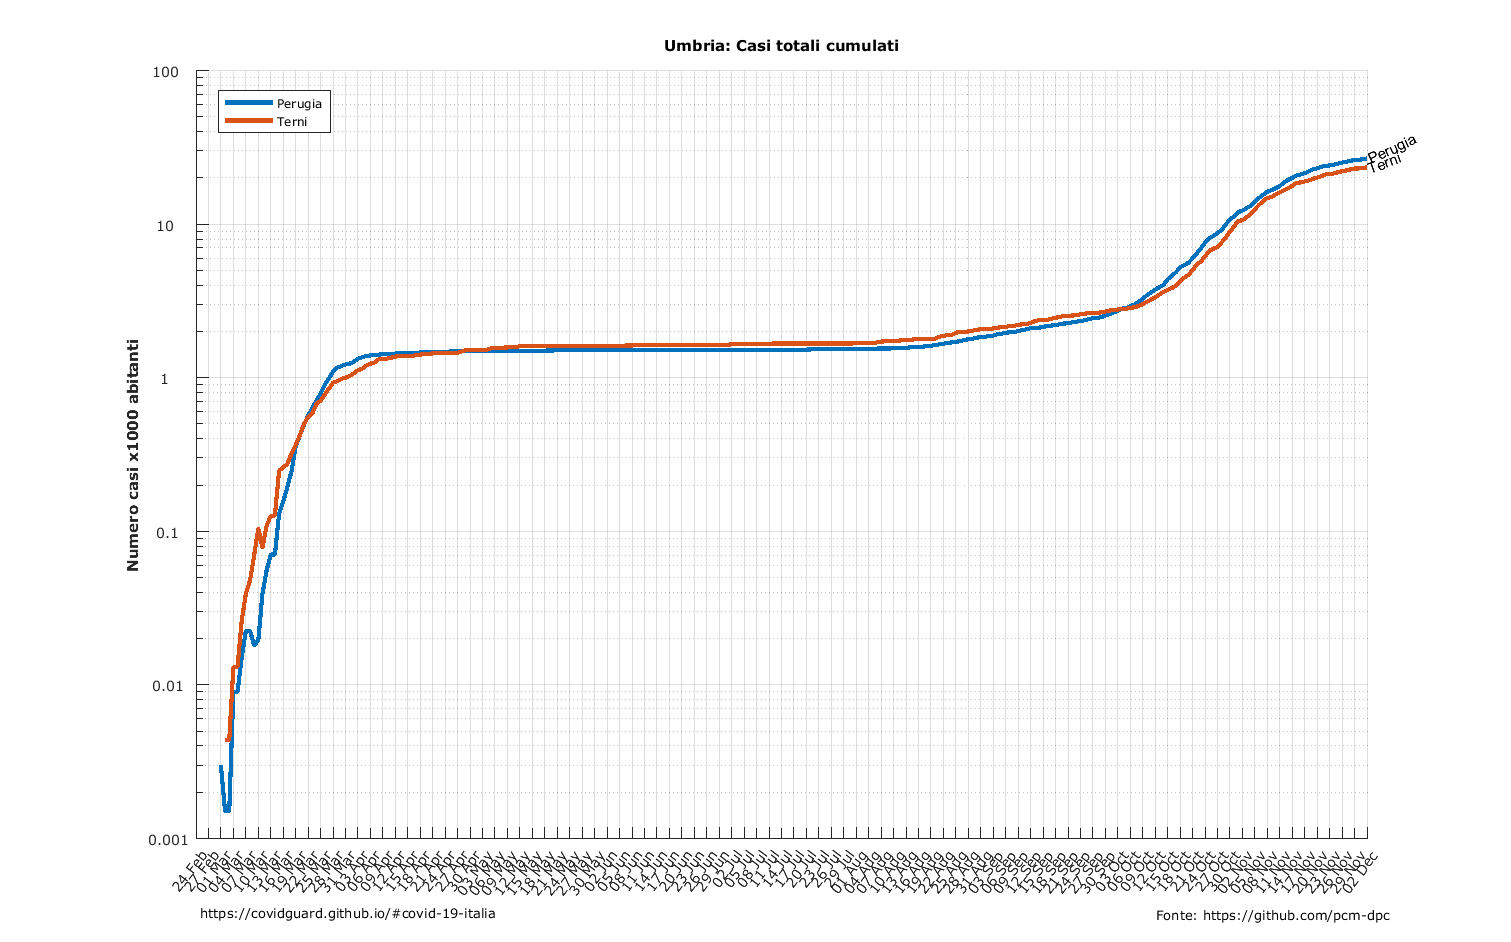 Umbria: Casi totali cumulati
Perugia
Terni
100
10
1
0.1
0.01
0.001
Numero casi x1000 abitanti
Perugia
Terni
24 Feb
27 Feb
01 Mar
04 Mar
07 Mar
10 Mar
13 Mar
16 Mar
19 Mar
22 Mar
25 Mar
28 Mar
31 Mar
03 Apr
06 Apr
09 Apr
12 Apr
15 Apr
18 Apr
21 Apr
24 Apr
27 Apr
30 Apr
03 May
06 May
09 May
12 May
15 May
18 May
21 May
24 May
27 May
30 May
02 Jun
05 Jun
08 Jun
11 Jun
14 Jun
17 Jun
20 Jun
23 Jun
26 Jun
29 Jun
02 Jul
05 Jul
08 Jul
11 Jul
14 Jul
17 Jul
20 Jul
23 Jul
26 Jul
29 Jul
01 Aug
04 Aug
07 Aug
10 Aug
13 Aug
16 Aug
19 Aug
22 Aug
25 Aug
28 Aug
31 Aug
03 Sep
06 Sep
09 Sep
12 Sep
15 Sep
18 Sep
21 Sep
24 Sep
27 Sep
30 Sep
03 Oct
06 Oct
09 Oct
12 Oct
15 Oct
18 Oct
21 Oct
24 Oct
27 Oct
30 Oct
02 Nov
05 Nov
08 Nov
11 Nov
14 Nov
17 Nov
20 Nov
23 Nov
26 Nov
29 Nov
02 Dec
https://covidguard.github.io/#covid-19-italia
Fonte: https://github.com/pcm-dpc